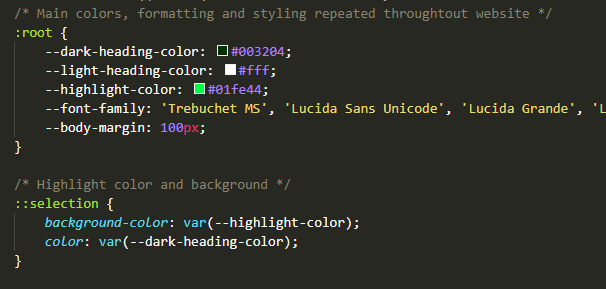 /* Main colors, formatting and styling repeated throughtout website */
:root {
--dark-heading-color: #003204;
--light-heading-color: #fff;
--highlight-color: #01fe44;
--font-family: 'Trebuchet MS', 'Lucida Sans Unicode', 'Lucida Grande', 'L
--body-margin: 100px;
}
/* Highlight color and background */
::selection {
background-color: var(--highlight-color);
color: var(--dark-heading-color);
}